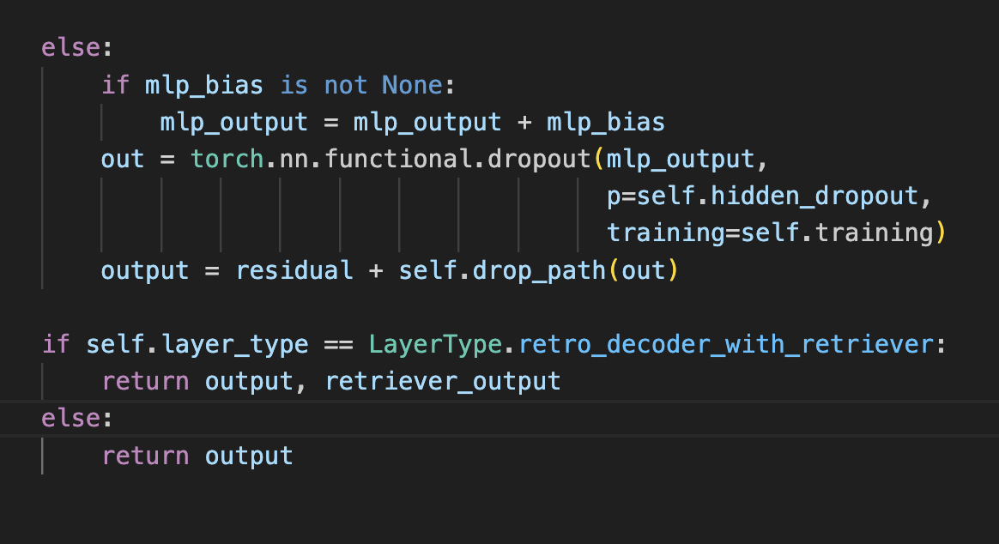 else:
if mlp_bias is not None:
mlp_output = mlp_output + mlp_bias
out = torch.nn.functional.dropout(mlp_output,
p=self.hidden_dropout,
training=self.training)
output = residual + self.drop_path(out)
if self.layer_type == LayerType.retro_decoder_with_retriever:
return output, retriever_output
else:
return output